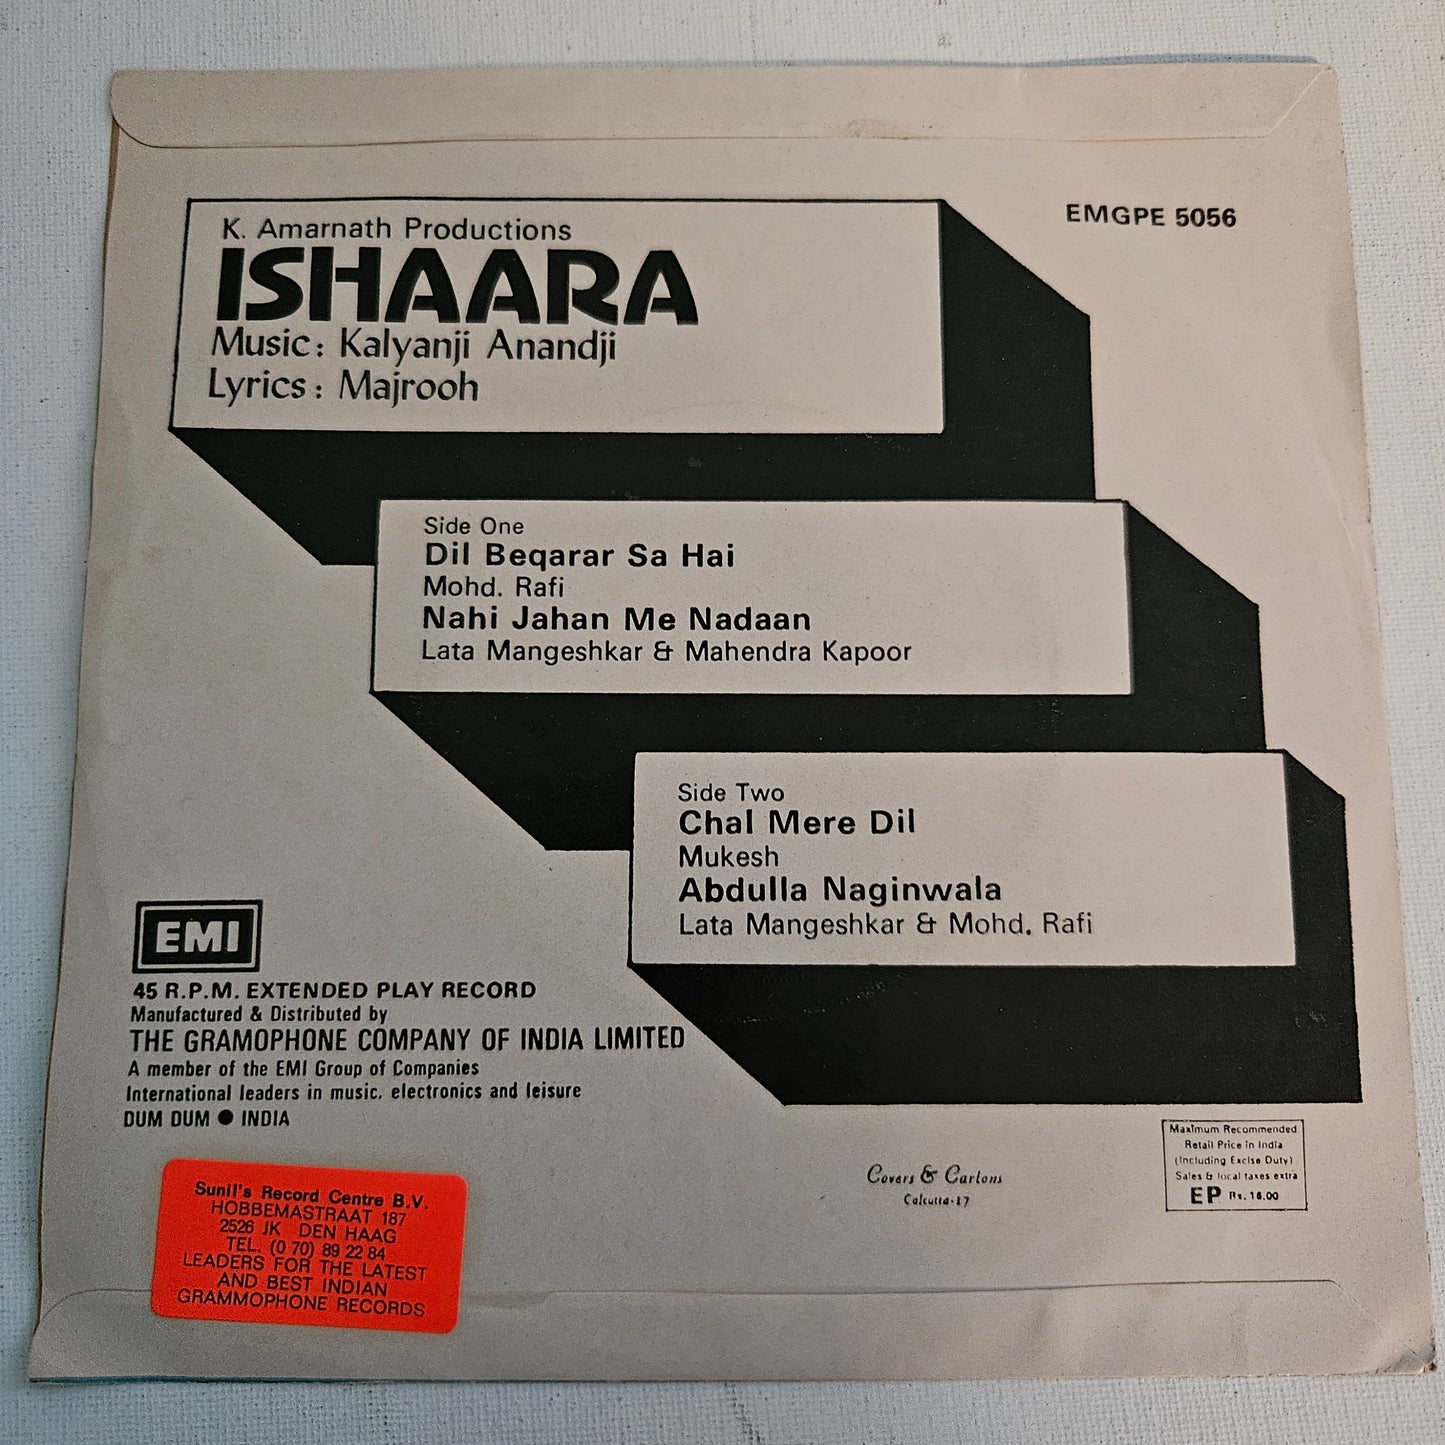 K. Amarnath Productions
ISHAARA
Music: Kalyanji Anandji
Lyrics: Majrooh
EMGPE 5056
Side One
Dil Beqarar Sa Hai
Mohd. Rafi
Nahi Jahan Me Nadaan
Lata Mangeshkar & Mahendra Kapoor
Side Two
Chal Mere Dil
Mukesh
Abdulla Naginwala
Lata Mangeshkar & Mohd. Rafi
EMI
45 R.P.M. EXTENDED PLAY RECORD
Manufactured & Distributed by
THE GRAMOPHONE COMPANY OF INDIA LIMITED
A member of the EMI Group of Companies
International leaders in music, electronics and leisure
DUM DUM ● INDIA
Sunil's Record Centre B.V.
HOBBEMASTRAAT 187
2526 JK DEN HAAG
TEL. (0 70) 89 22 84
LEADERS FOR THE LATEST
AND BEST INDIAN
GRAMMOPHONE RECORDS
Covers & Cartons
Calcutta-17
Maximum Recommended
Retail Price in India
(Including Excise Duty)
Sales & local taxes extra
EP Rs. 16.00